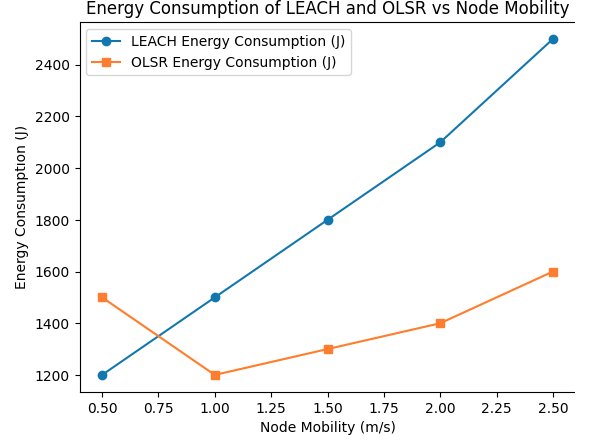 Energy Consumption of LEACH and OLSR vs Node Mobility
LEACH Energy Consumption (J)
OLSR Energy Consumption (J)
Energy Consumption (J)
2400
2200
2000
1800
1600
1400
1200
0.50 0.75 1.00 1.25 1.50 1.75 2.00 2.25 2.50
Node Mobility (m/s)